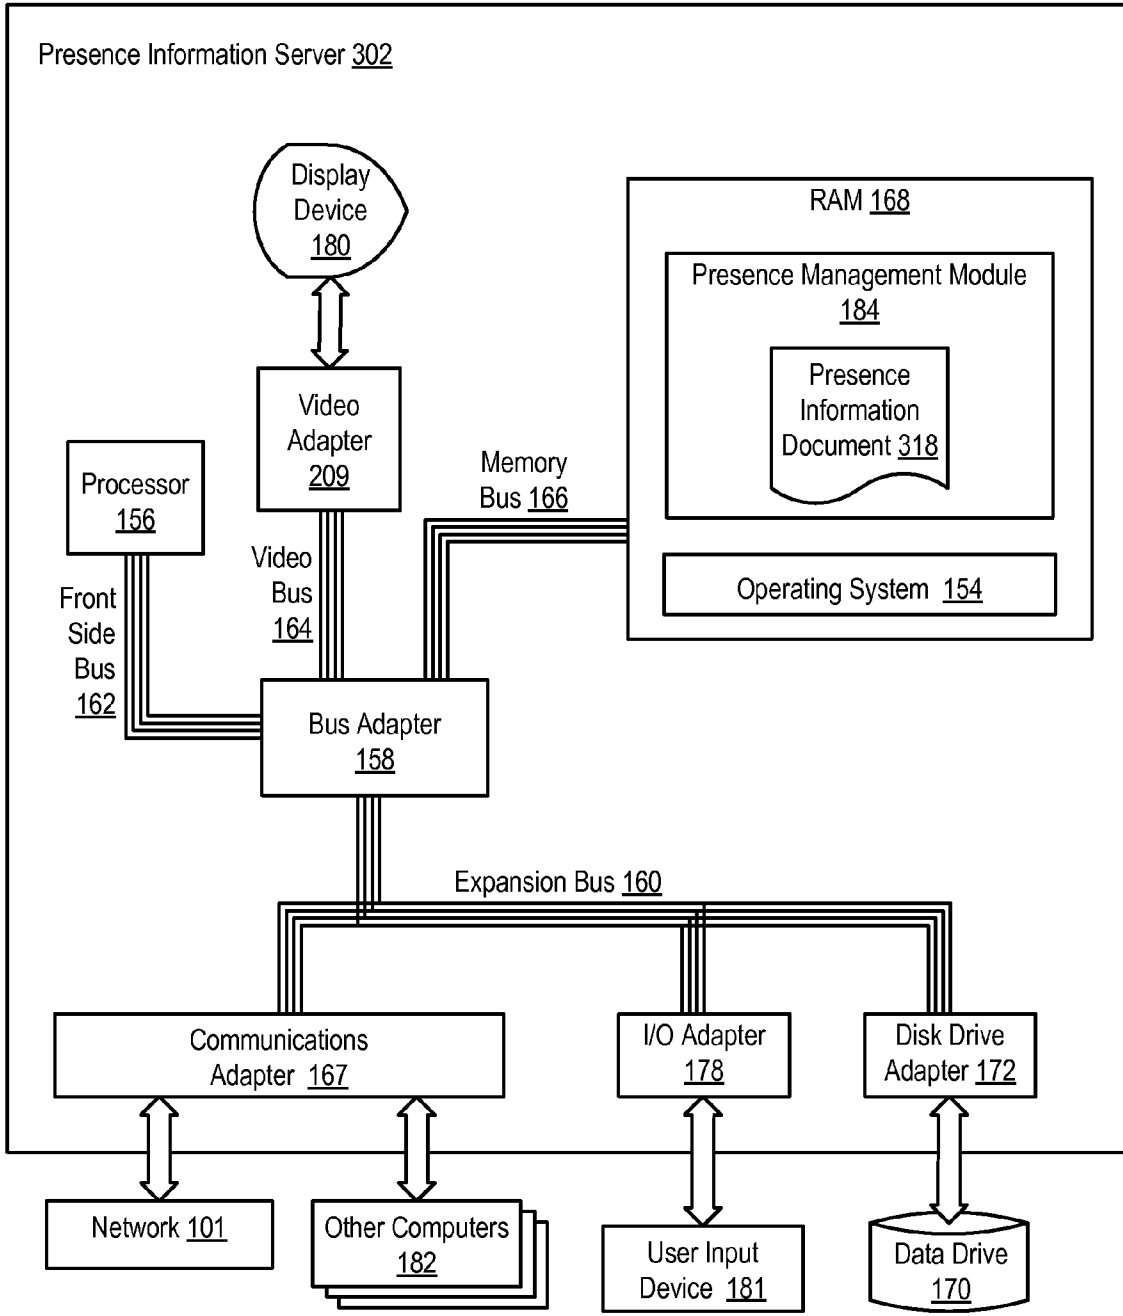 Presence Information Server 302
Display
Device
180
RAM 168
Presence Management Module
184
Presence
Information
Document 318
Operating System 154
Video
Adapter
209
Processor
156
Memory
Bus 166
Video
Bus
164
Front
Side
Bus
162
Bus Adapter
158
Expansion Bus 160
Communications
Adapter 167
I/O Adapter
178
Disk Drive
Adapter 172
Network 101
Other Computers
182
User Input
Device 181
Data Drive
170